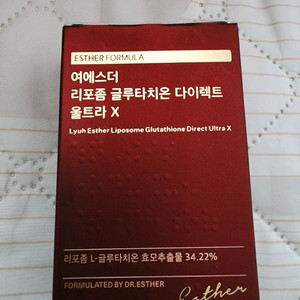 ESTHER FORMULA
여에스더
리포좀 글루타치온 다이렉트
울트라 X
Lyuh Esther Liposome Glutathione Direct Ultra X
리포좀 L-글루타치온 효모추출물 34.22%
FORMULATED BY DR.ESTHER
Esther